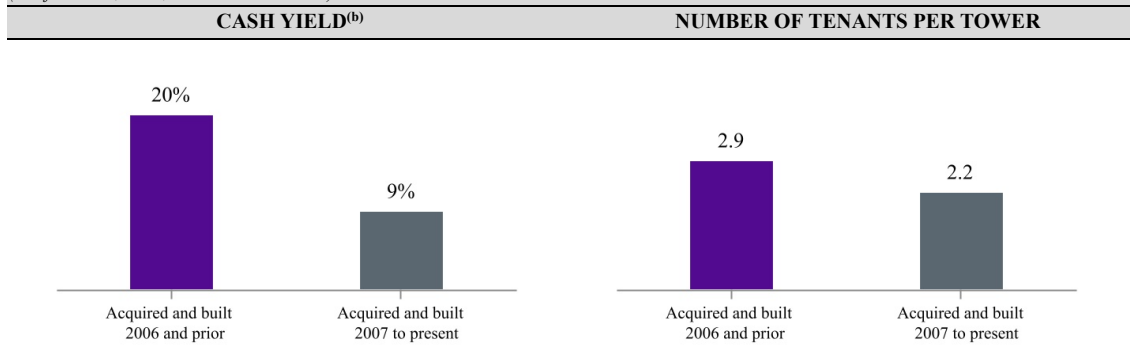 CASH YIELD(b)
NUMBER OF TENANTS PER TOWER
20%
9%
Acquired and built
2006 and prior
Acquired and built
2007 to present
2.9
2.2
Acquired and built
2006 and prior
Acquired and built
2007 to present